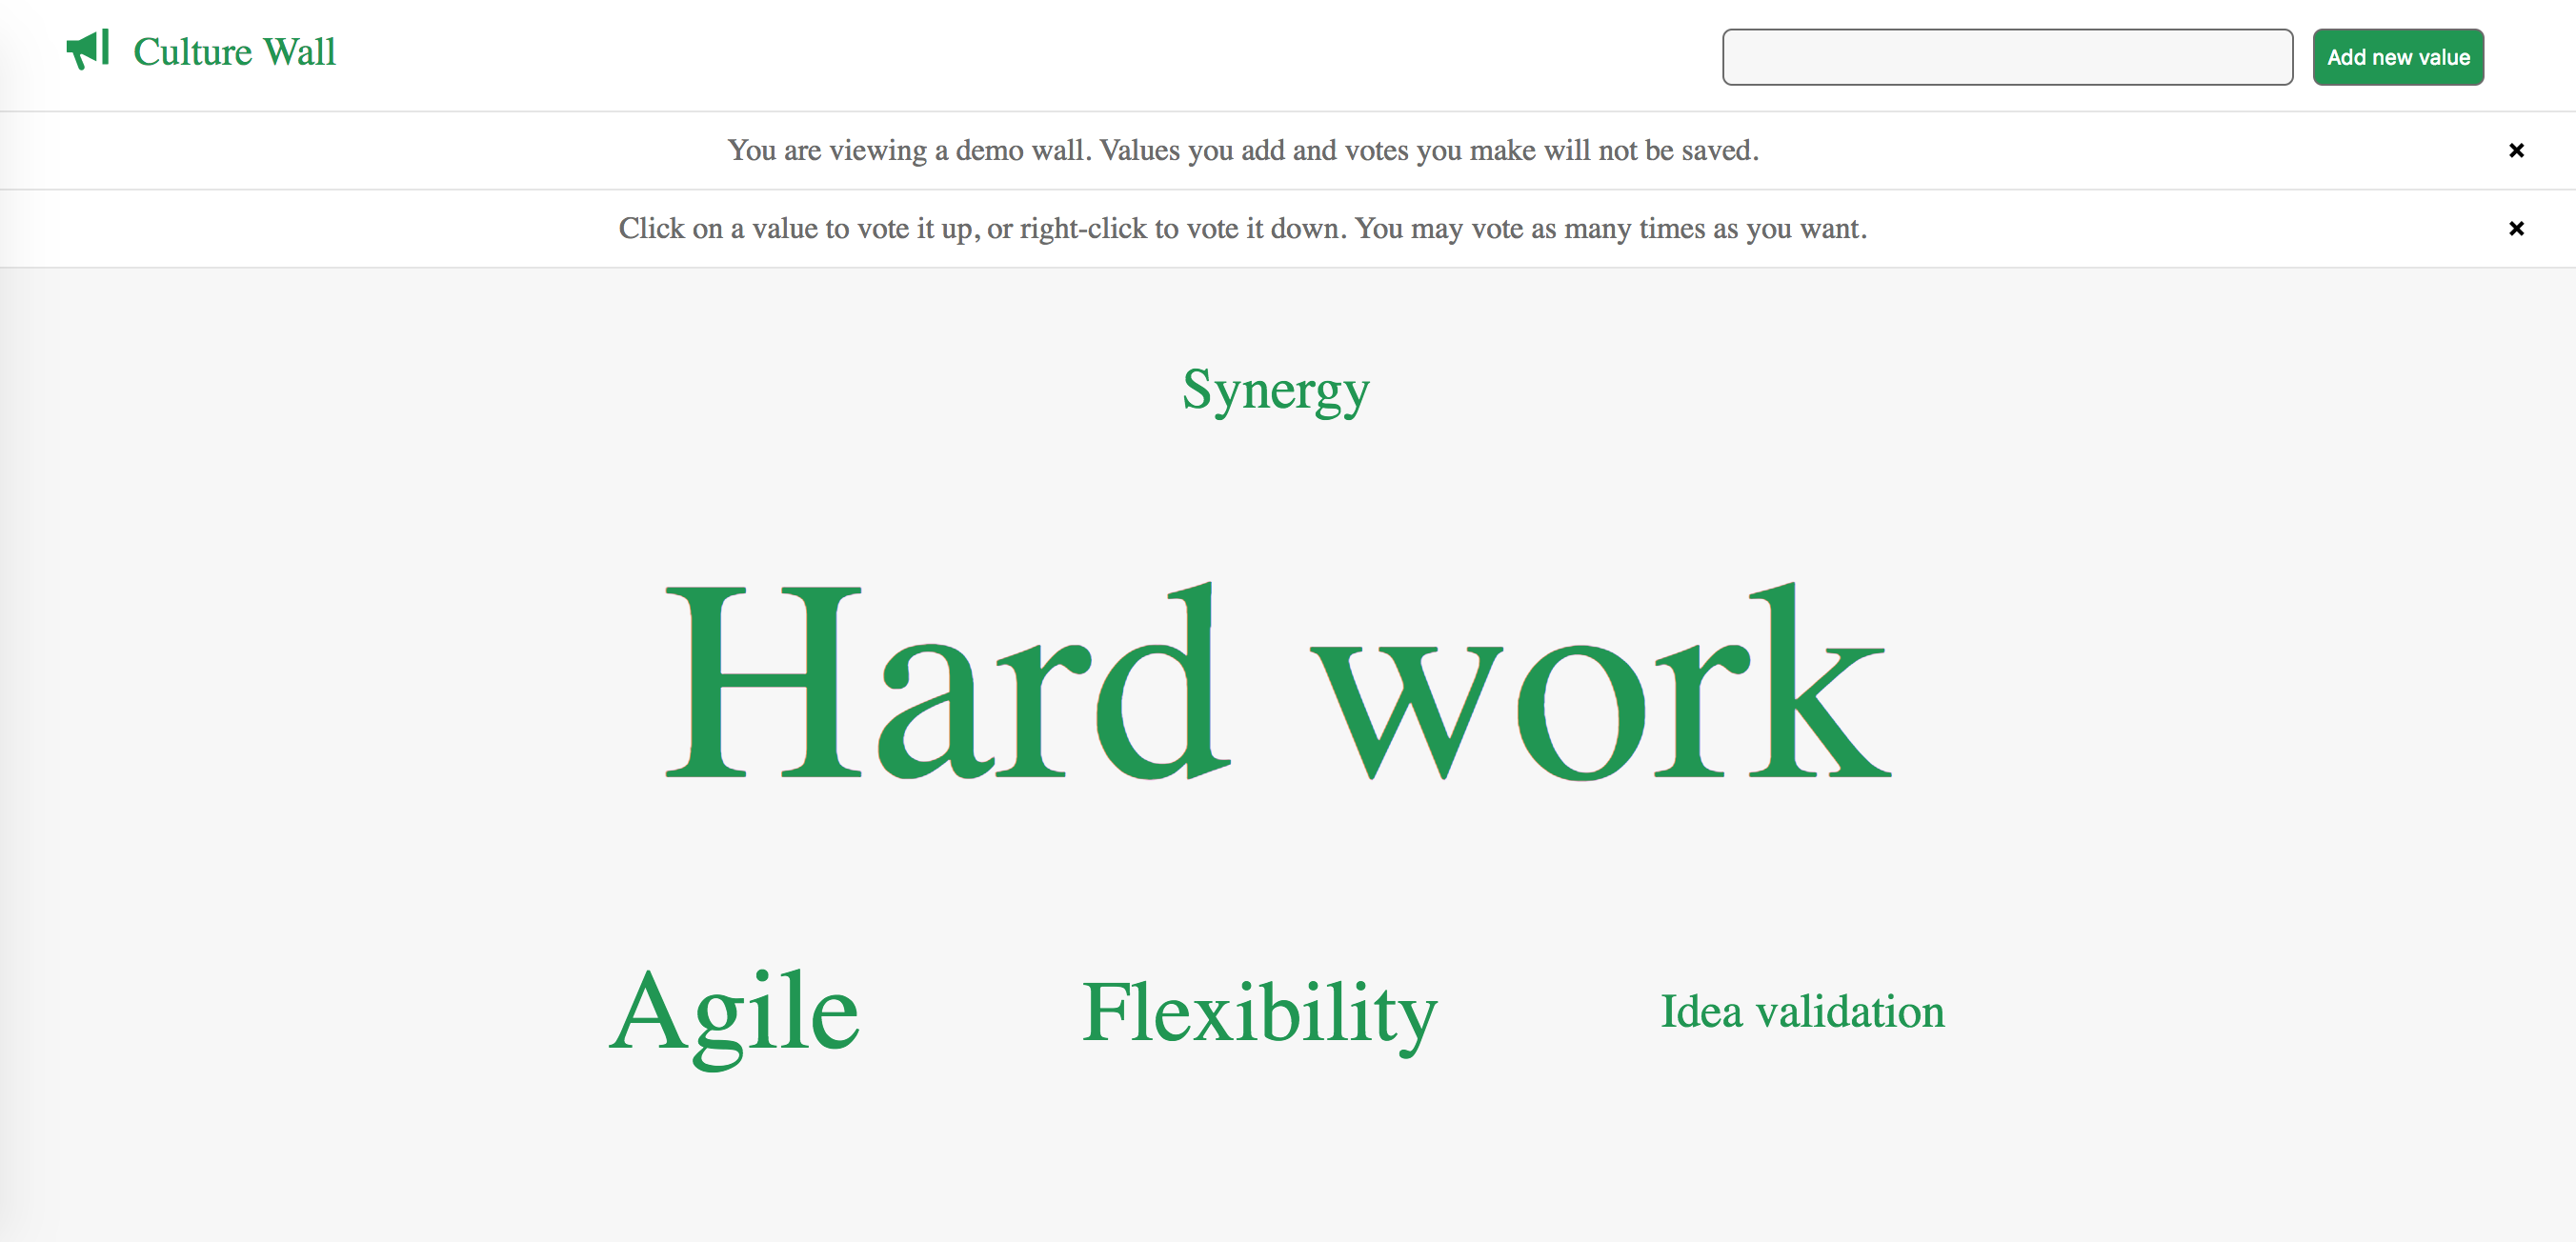 Culture Wall
Add new value
You are viewing a demo wall. Values you add and votes you make will not be saved.
Click on a value to vote it up, or right-click to vote it down. You may vote as many times as you want.
Synergy
Hard work
Agile Flexibility Idea validation